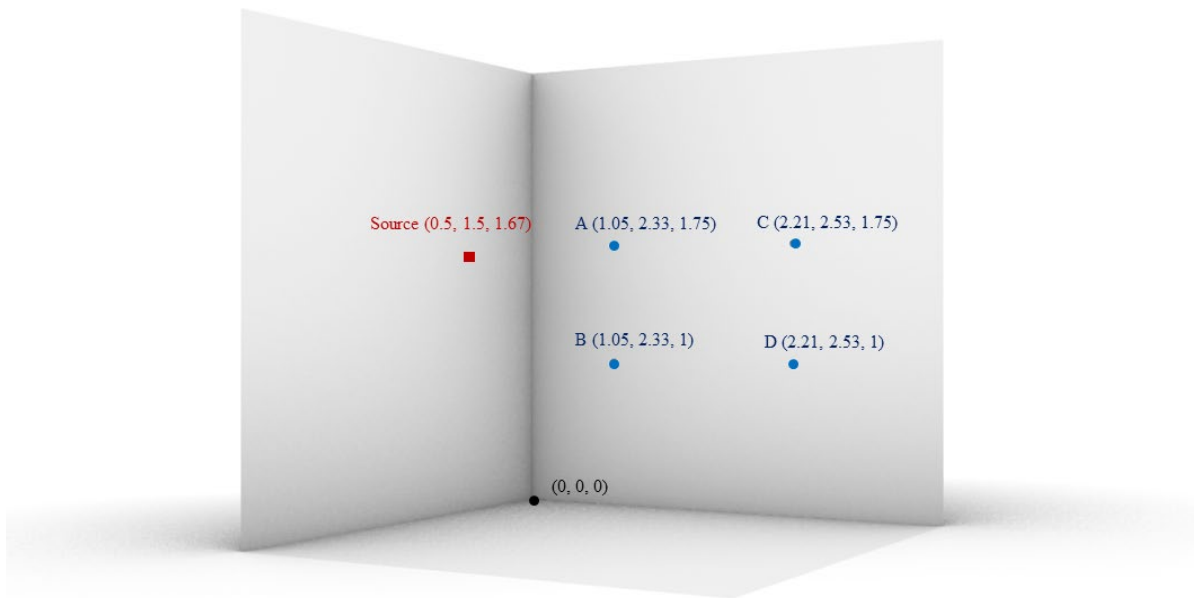 Source (0.5, 1.5, 1.67)
A (1.05, 2.33, 1.75)
C (2.21, 2.53, 1.75)
B (1.05, 2.33, 1)
D (2.21, 2.53, 1)
(0, 0, 0)